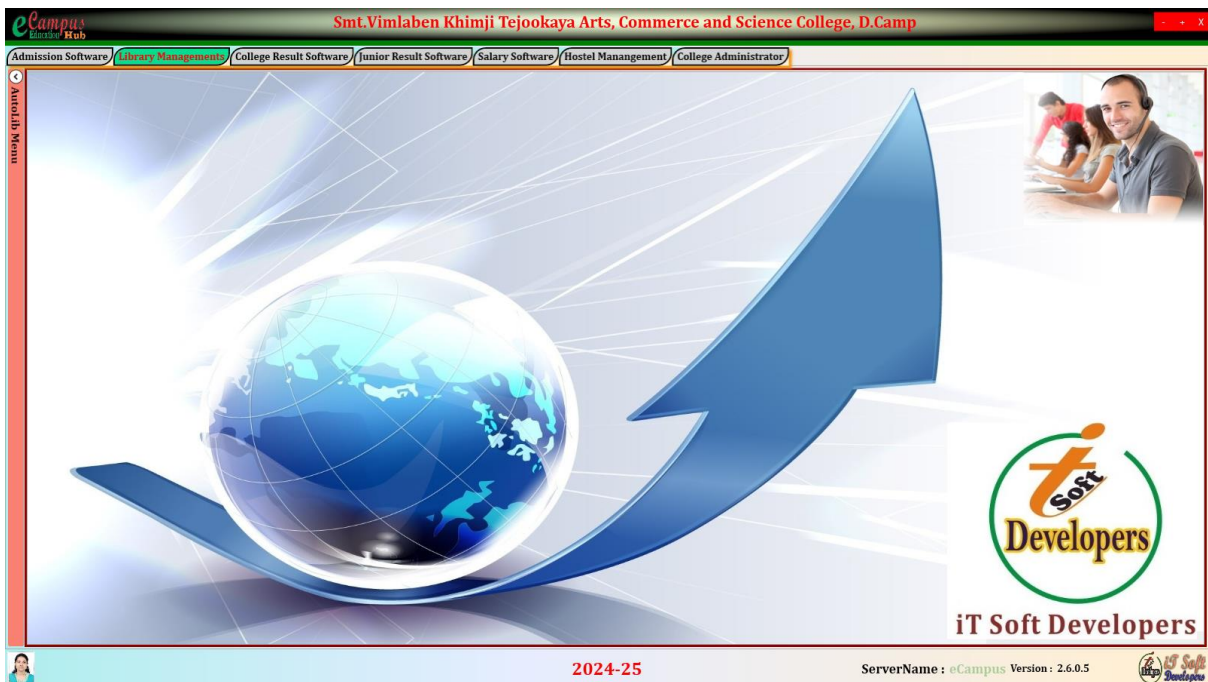 eCampus
Education Hub
Smt.Vimlaben Khimji Tejookaya Arts, Commerce and Science College, D.Camp
- + X
Admission Software Library Managements College Result Software Junior Result Software Salary Software Hostel Manangement College Administrator
AutoLib Menu
iT
Soft
Developers
iT Soft Developers
2024-25
ServerName : eCampus Version : 2.6.0.5
iT Soft
Developers